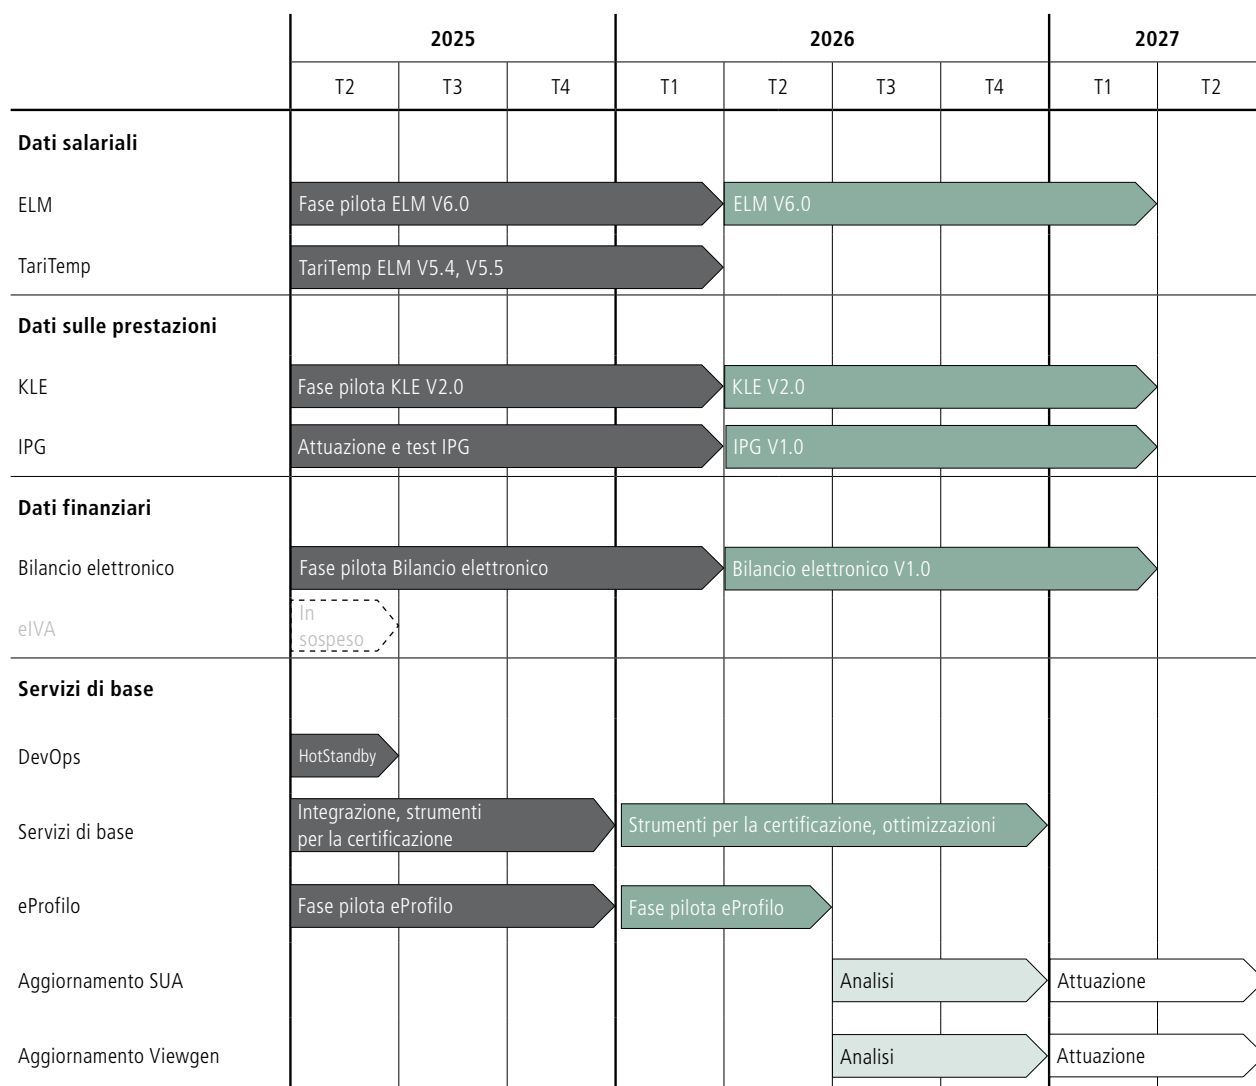 2025 2026 2027
T2 T3 T4 T1 T2 T3 T4 T1 T2
Dati salariali
ELM Fase pilota ELM V6.0 ELM V6.0
TariTemp TariTemp ELM V5.4, V5.5
Dati sulle prestazioni
KLE Fase pilota KLE V2.0 KLE V2.0
IPG Attuazione e test IPG IPG V1.0
Dati finanziari
Bilancio elettronico Fase pilota Bilancio elettronico Bilancio elettronico V1.0
eIVA In
sospeso
Servizi di base
DevOps HotStandby
Servizi di base Integrazione, strumenti
per la certificazione Strumenti per la certificazione, ottimizzazioni
eProfilo Fase pilota eProfilo Fase pilota eProfilo
Aggiornamento SUA Analisi Attuazione
Aggiornamento Viewgen Analisi Attuazione